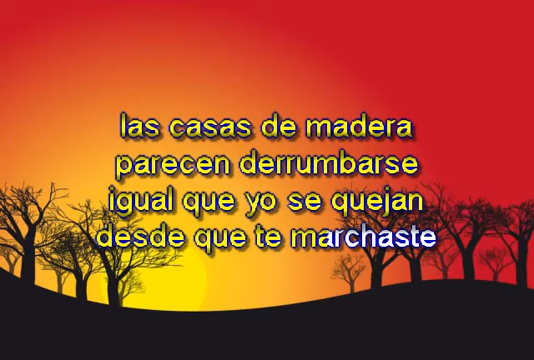 las casas de madera
parecen derrumbarse
igual que yo se quejan
desde que te marchaste